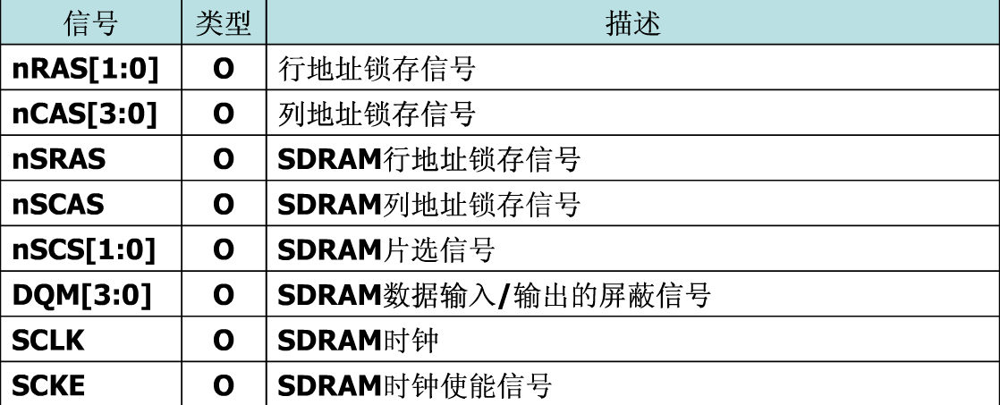 信号 类型 描述
nRAS[1:0] O 行地址锁存信号
nCAS[3:0] O 列地址锁存信号
nSRAS O SDRAM行地址锁存信号
nSCAS O SDRAM列地址锁存信号
nSCS[1:0] O SDRAM片选信号
DQM[3:0] O SDRAM数据输入/输出的屏蔽信号
SCLK O SDRAM时钟
SCKE O SDRAM时钟使能信号